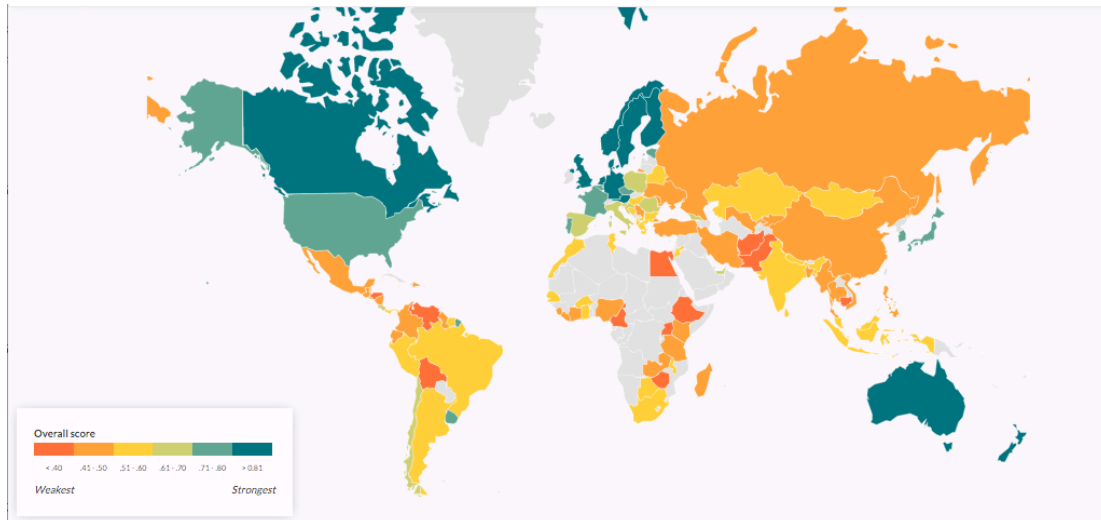 Overall score
<.40 .41-.50 .51-.60 .61-.70 .71-.80 >0.81
Weakest Strongest